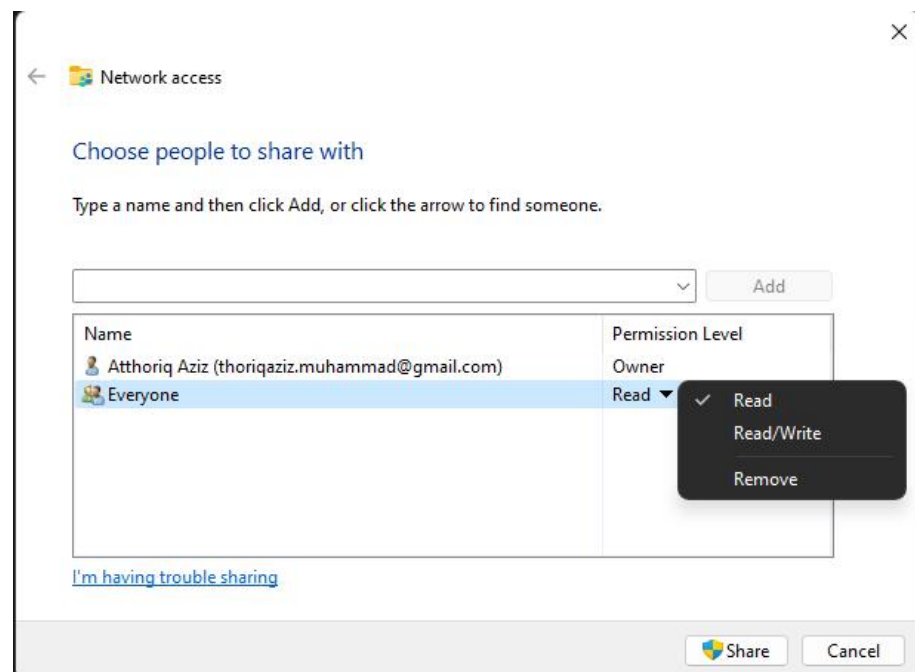 Network access
Choose people to share with
Type a name and then click Add, or click the arrow to find someone.
Add
Name Permission Level
Atthoriq Aziz (thoriqaziz.muhammad@gmail.com) Owner
Everyone Read
Read
Read/Write
Remove
I'm having trouble sharing
Share Cancel